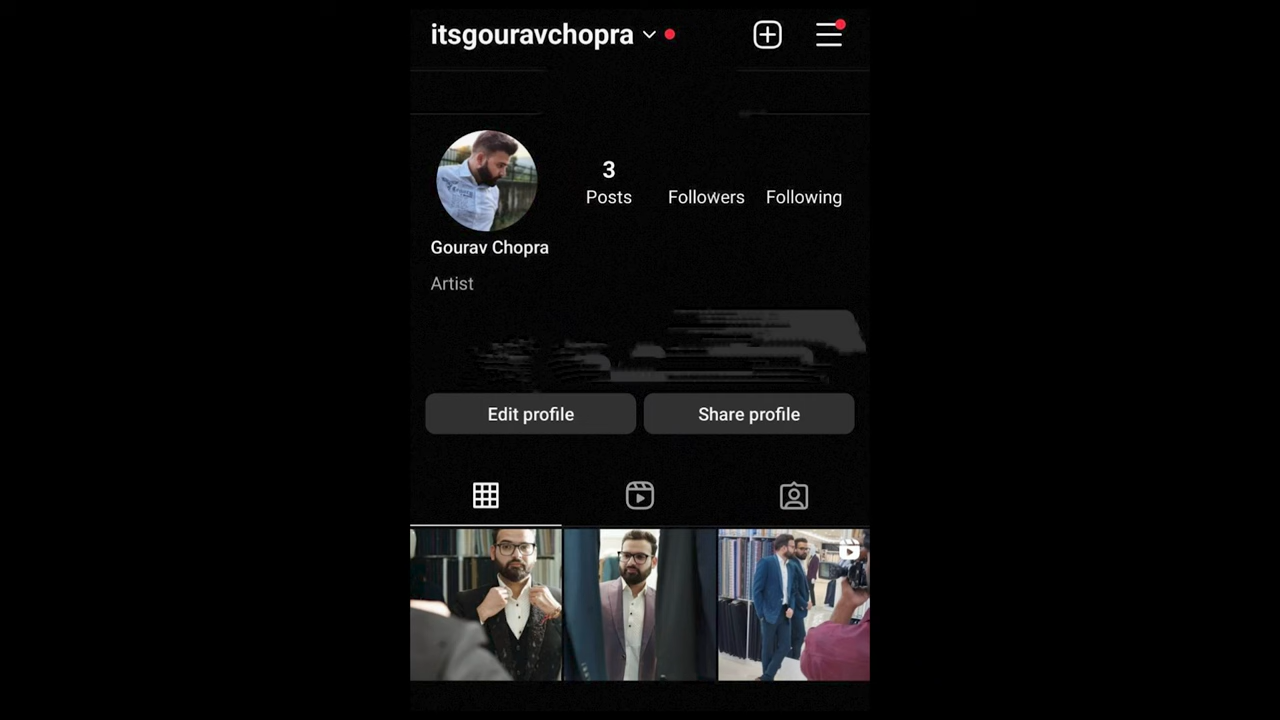 itsgouravchopra
3
Posts Followers Following
Gourav Chopra
Artist
Edit profile Share profile